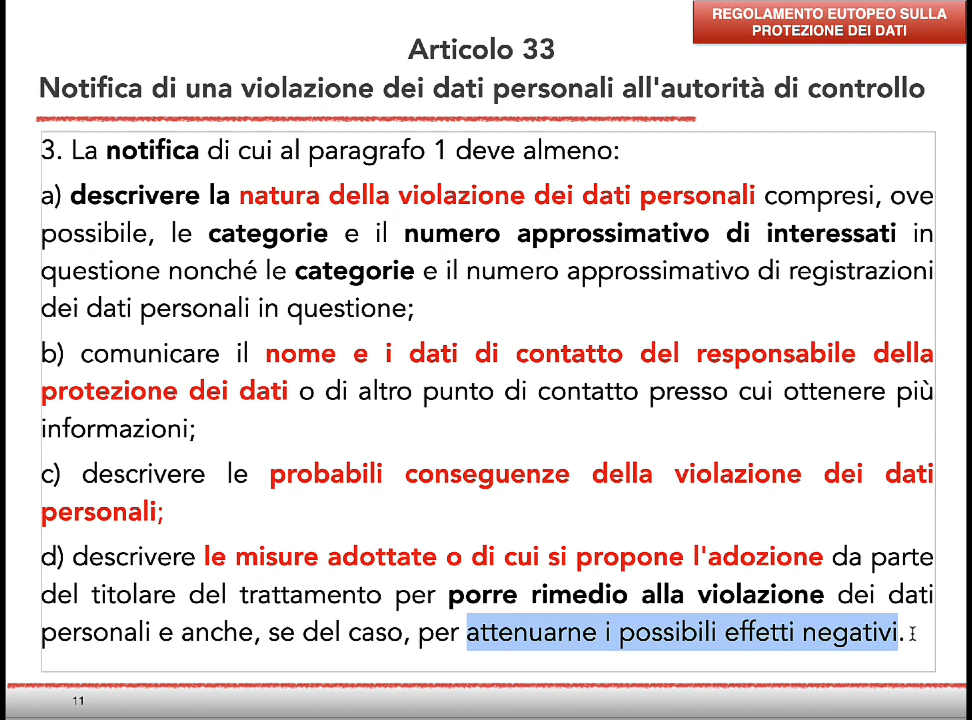 REGOLAMENTO EUTOPEO SULLA
PROTEZIONE DEI DATI
Articolo 33
Notifica di una violazione dei dati personali all'autorità di controllo
3. La notifica di cui al paragrafo 1 deve almeno:
a) descrivere la natura della violazione dei dati personali compresi, ove
possibile, le categorie e il numero approssimativo di interessati in
questione nonché le categorie e il numero approssimativo di registrazioni
dei dati personali in questione;
b) comunicare il nome e i dati di contatto del responsabile della
protezione dei dati o di altro punto di contatto presso cui ottenere più
informazioni;
c) descrivere le probabili conseguenze della violazione dei dati
personali;
d) descrivere le misure adottate o di cui si propone l'adozione da parte
del titolare del trattamento per porre rimedio alla violazione dei dati
personali e anche, se del caso, per attenuarne i possibili effetti negativi.
11